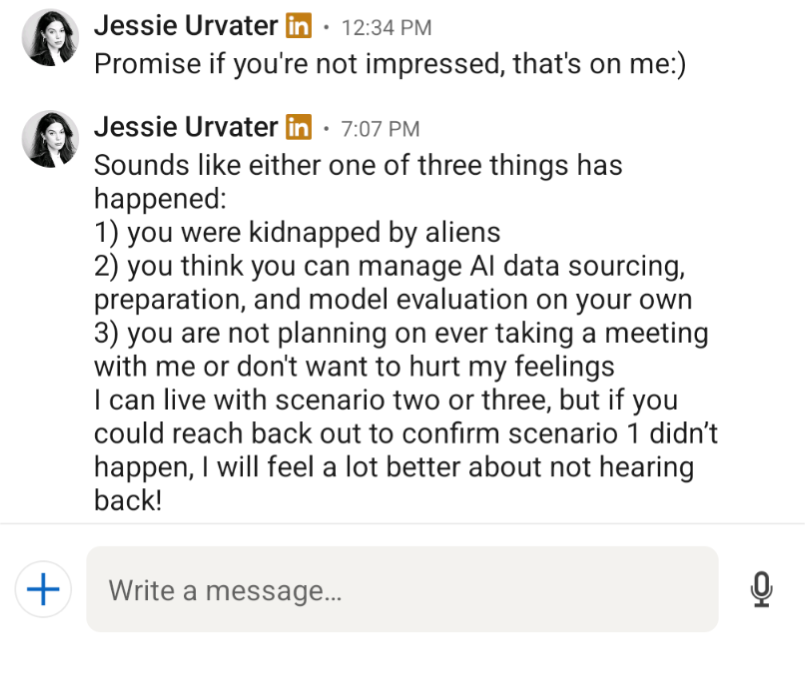 Jessie Urvater in • 12:34 PM
Promise if you're not impressed, that's on me:)
Jessie Urvater in • 7:07 PM
Sounds like either one of three things has
happened:
1) you were kidnapped by aliens
2) you think you can manage AI data sourcing,
preparation, and model evaluation on your own
3) you are not planning on ever taking a meeting
with me or don't want to hurt my feelings
I can live with scenario two or three, but if you
could reach back out to confirm scenario 1 didn’t
happen, I will feel a lot better about not hearing
back!
Write a message...